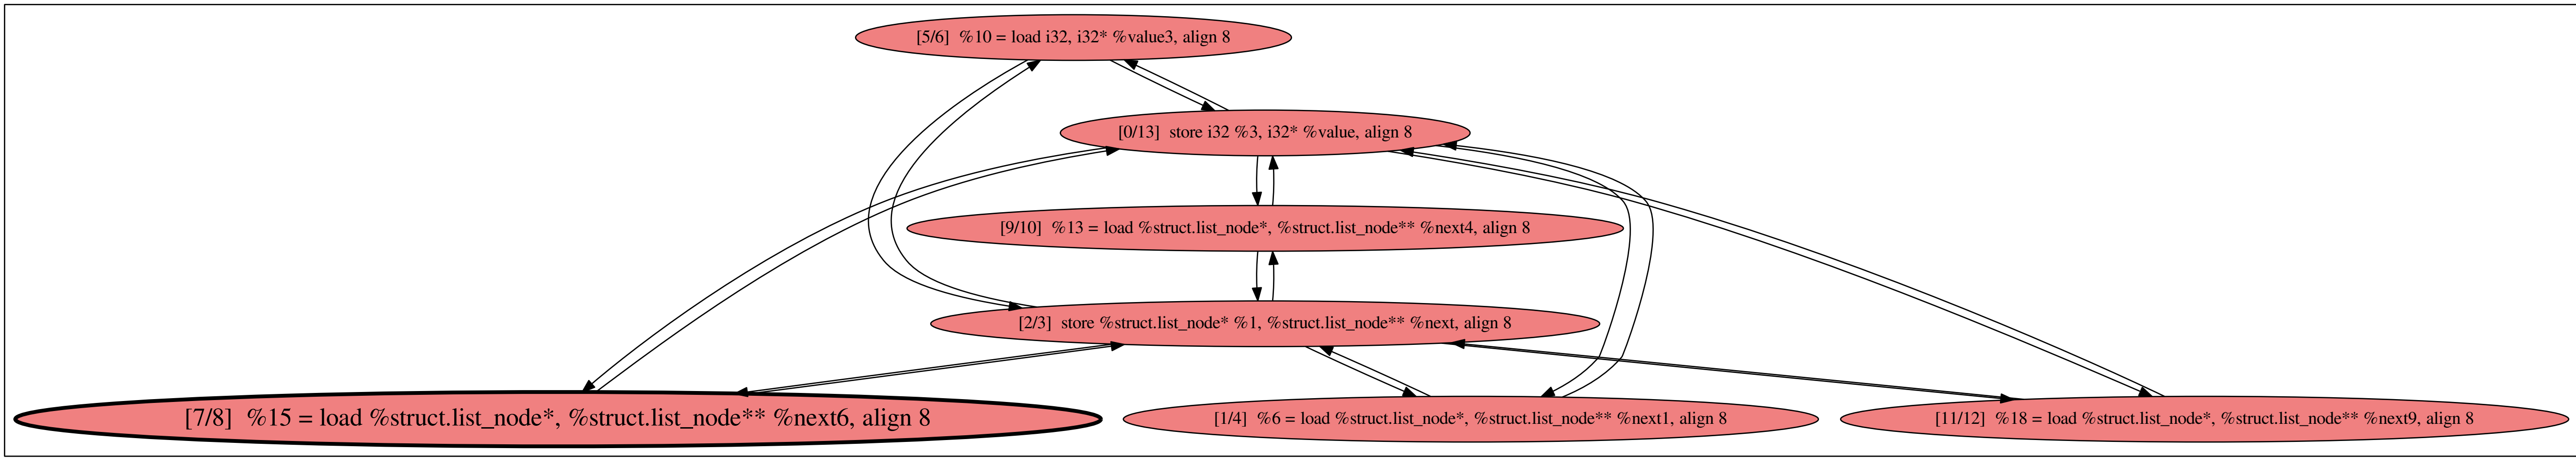 [5/6]  %10 = load i32, i32* %value3, align 8
[0/13]  store i32 %3, i32* %value, align 8
[9/10]  %13 = load %struct.list_node*, %struct.list_node** %next4, align 8
[2/3]  store %struct.list_node* %1, %struct.list_node** %next, align 8
[7/8]  %15 = load %struct.list_node*, %struct.list_node** %next6, align 8
[1/4]  %6 = load %struct.list_node*, %struct.list_node** %next1, align 8
[11/12]  %18 = load %struct.list_node*, %struct.list_node** %next9, align 8